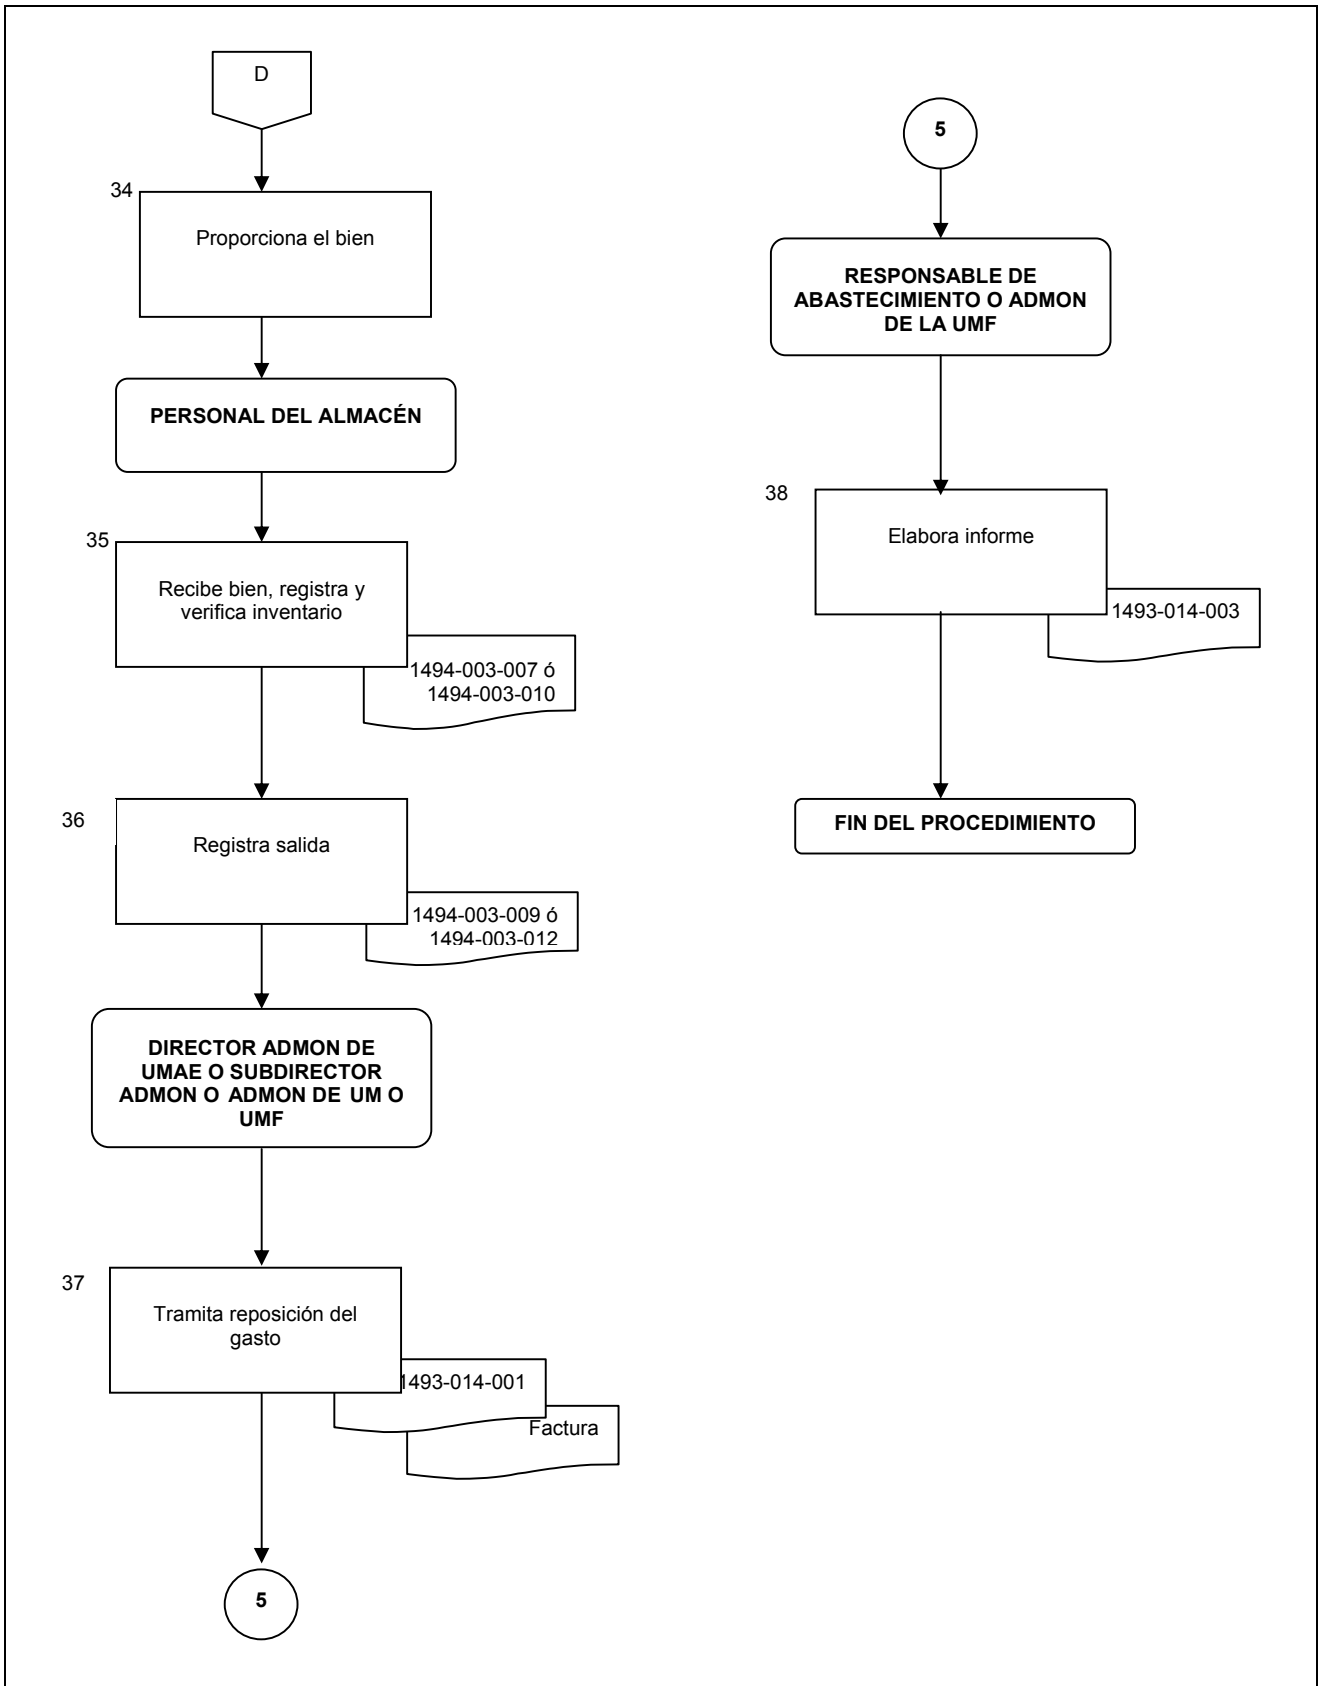 D
34
Proporciona el bien
PERSONAL DEL ALMACÉN
35
Recibe bien, registra y
verifica inventario
1494-003-007 ó
1494-003-010
36
Registra salida
1494-003-009 ó
1494-003-012
DIRECTOR ADMON DE
UMAE O SUBDIRECTOR
ADMON O ADMON DE UM O
UMF
37
Tramita reposición del
gasto
1493-014-001
Factura
5
5
RESPONSABLE DE
ABASTECIMIENTO O ADMON
DE LA UMF
38
Elabora informe
1493-014-003
FIN DEL PROCEDIMIENTO